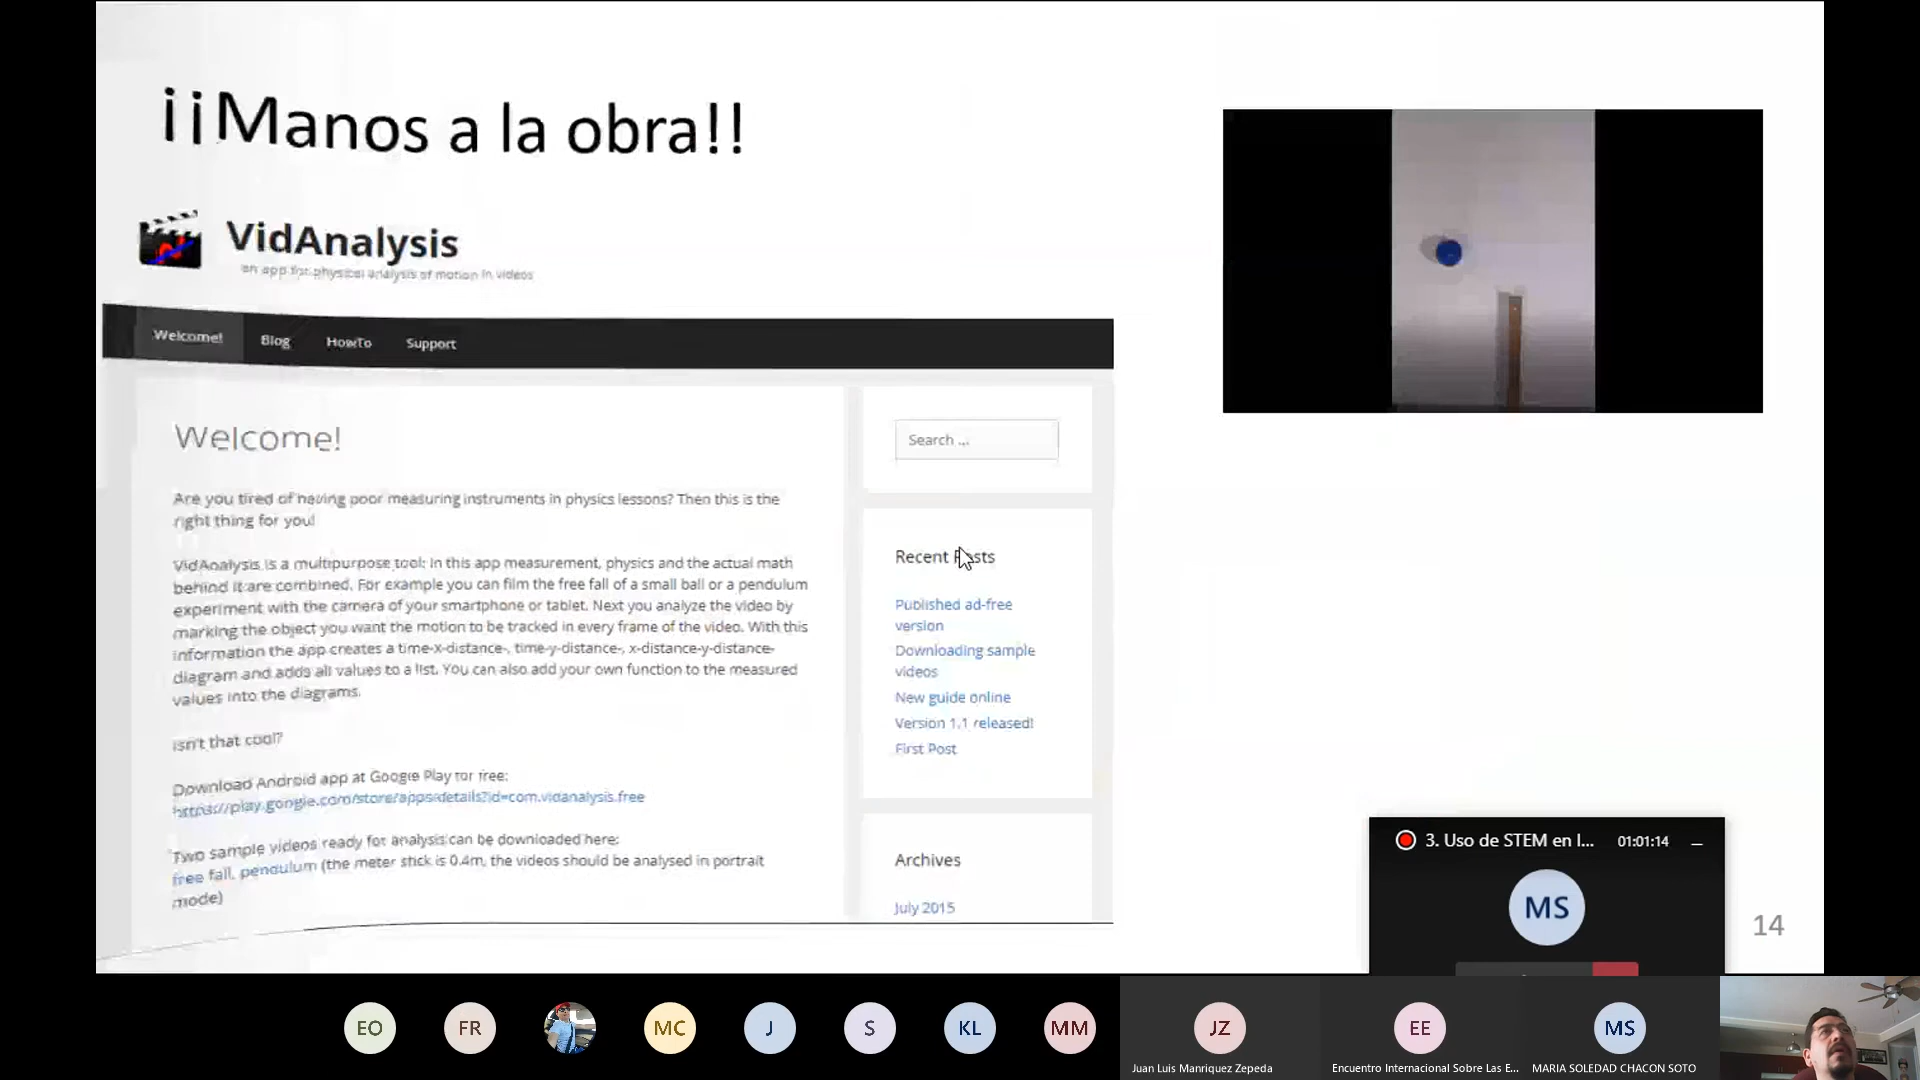 ¡¡Manos a la obra!!
VidAnalysis
an app for physical analysis of motion in videos
Welcome!
Blog
HowTo
Support
Welcome!
Are you tired of having poor measuring instruments in physics lessons? Then this is the
right thing for you!
VidAnalysis is a multipurpose tool: In this app measurement, physics and the actual math
behind it are combined. For example you can film the free fall of a small ball or a pendulum
experiment with the camera of your smartphone or tablet. Next you analyze the video by
marking the object you want the motion to be tracked in every frame of the video. With this
information the app creates a time-x-distance-, time-y-distance-, x-distance-y-distance-
diagram and adds all values to a list. You can also add your own function to the measured
values into the diagrams.
Isn't that cool?
Download Android app at Google Play for free:
https://play.google.com/store/apps/details?id=com.vidanalysis.free
Two sample videos ready for analysis can be downloaded here:
free fall, pendulum (the meter stick is 0.4m, the videos should be analysed in portrait
mode)
Search ...
Recent Posts
Published ad-free
version
Downloading sample
videos
New guide online
Version 1.1 released!
First Post
Archives
July 2015
3. Uso de STEM en l...
01:01:14
MS
14
EO
FR
MC
J
S
KL
MM
JZ
Juan Luis Manriquez Zepeda
EE
Encuentro Internacional Sobre Las E...
MS
MARIA SOLEDAD CHACON SOTO